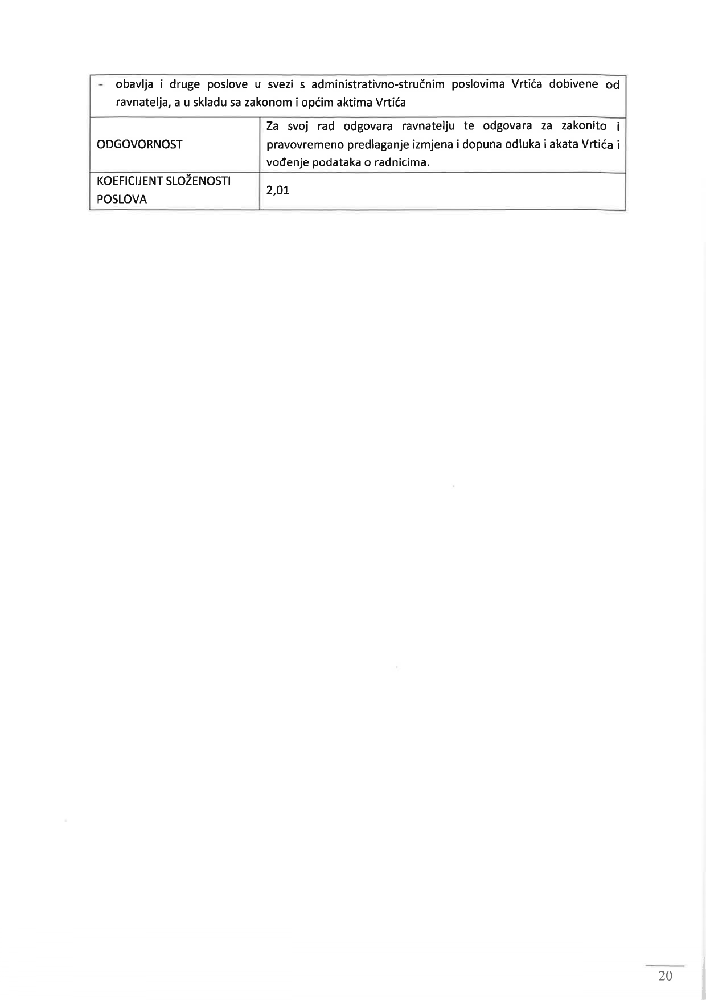 - obavlja i druge poslove u svezi s administrativno-stručnim poslovima Vrtića dobivene od
ravnatelja, a u skladu sa zakonom i općim aktima Vrtića
ODGOVORNOST
Za svoj rad odgovara ravnatelju te odgovara za zakonito i
pravovremeno predlaganje izmjena i dopuna odluka i akata Vrtića i
vođenje podataka o radnicima.
KOEFICIJENT SLOŽENOSTI
POSLOVA
2,01
20